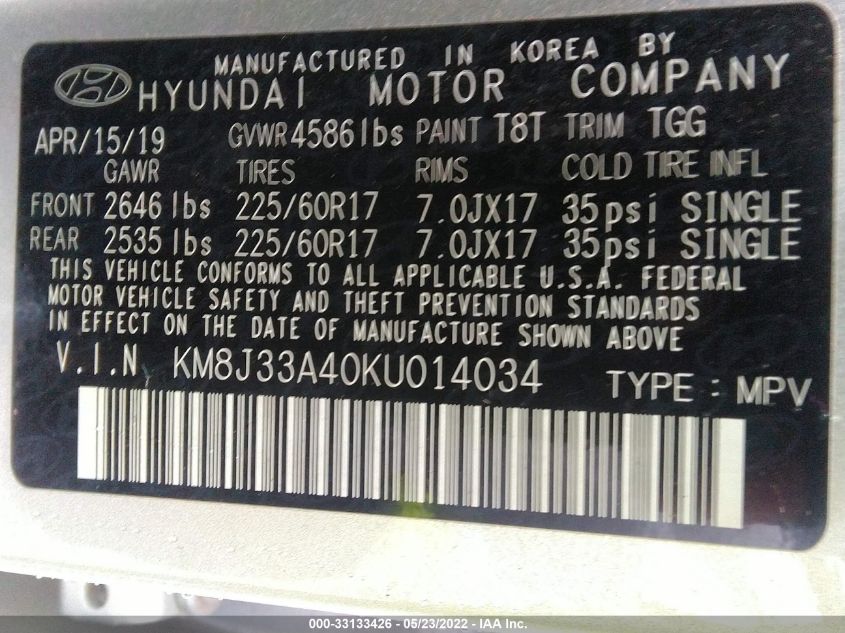 MANUFACTURED IN KOREA BY
HYUNDAI MOTOR COMPANY
APR/15/19 GVWR 4586 lbs PAINT T8T TRIM TGG
GAWR TIRES RIMS COLD TIRE INFL
FRONT 2646 lbs 225/60R17 7.0JX17 35psi SINGLE
REAR 2535 lbs 225/60R17 7.0JX17 35psi SINGLE
THIS VEHICLE CONFORMS TO ALL APPLICABLE U.S.A. FEDERAL
MOTOR VEHICLE SAFETY AND THEFT PREVENTION STANDARDS
IN EFFECT ON THE DATE OF MANUFACTURE SHOWN ABOVE
V.I.N. KM8J33A40KU014034 TYPE : MPV
000-33133426 - 05/23/2022 - IAA Inc.